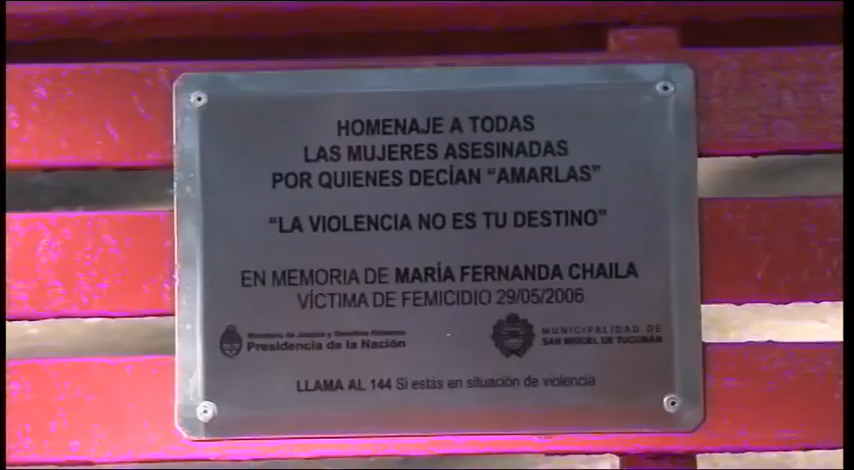 HOMENAJE A TODAS
LAS MUJERES ASESINADAS
POR QUIENES DECÍAN "AMARLAS"
"LA VIOLENCIA NO ES TU DESTINO"
EN MEMORIA DE MARÍA FERNANDA CHAILA
VÍCTIMA DE FEMICIDIO 29/05/2006
Ministerio de Justicia y Derechos Humanos
Presidencia de la Nación
MUNICIPALIDAD DE
SAN MIGUEL DE TUCUMÁN
LLAMA AL 144 Si estás en situación de violencia